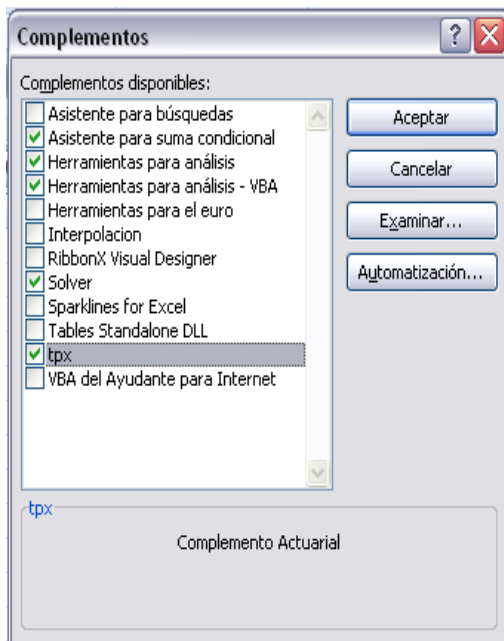 Complementos
Complementos disponibles:
Asistente para búsquedas
Asistente para suma condicional
Herramientas para análisis
Herramientas para análisis - VBA
Herramientas para el euro
Interpolacion
RibbonX Visual Designer
Solver
Sparklines for Excel
Tables Standalone DLL
tpx
VBA del Ayudante para Internet
Aceptar
Cancelar
Examinar...
Automatización...
tpx
Complemento Actuarial